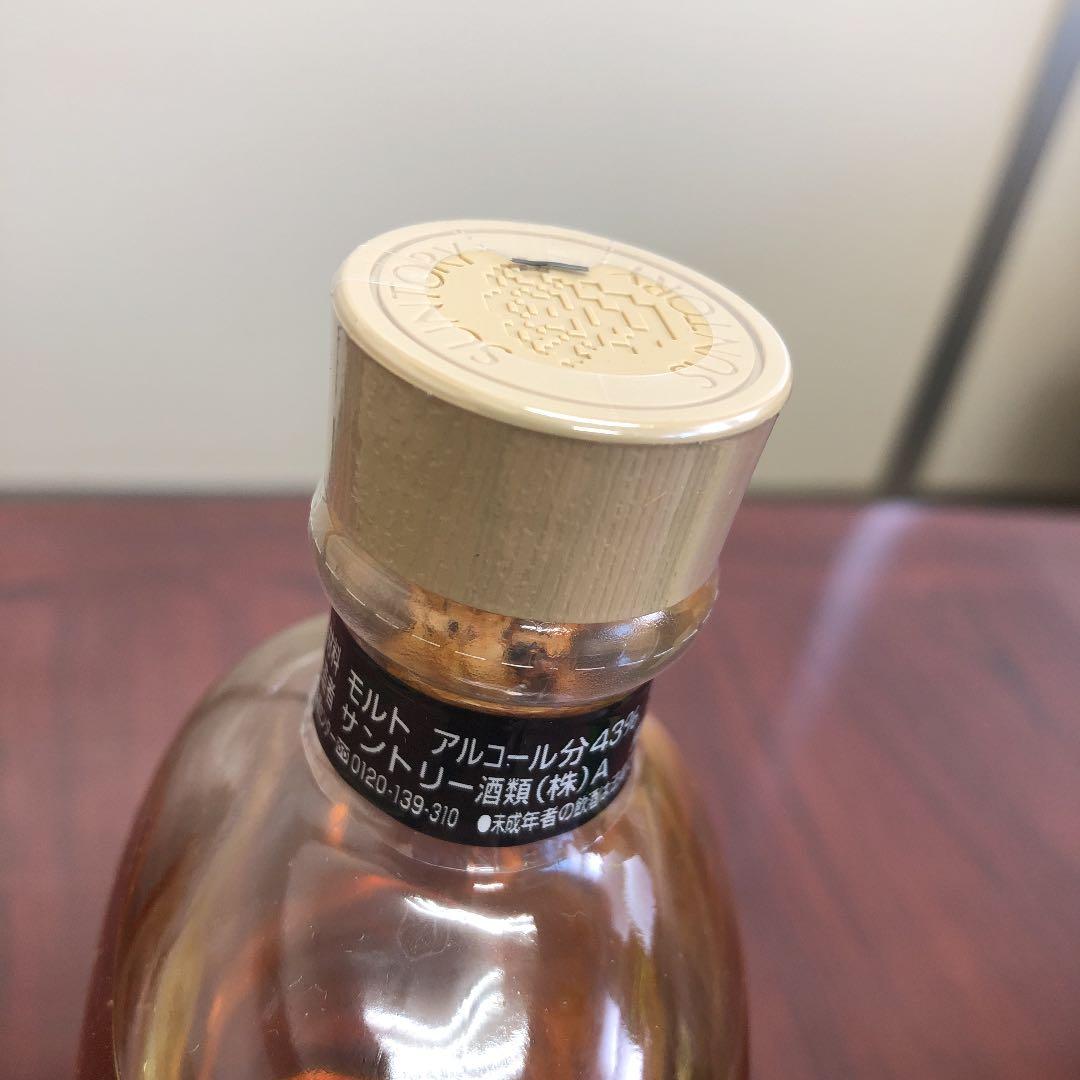 SUNTORY
SUNTORY
モルト アルコール分43%
サントリー酒類(株)A
0120-139-310 ●未成年者の飲酒は